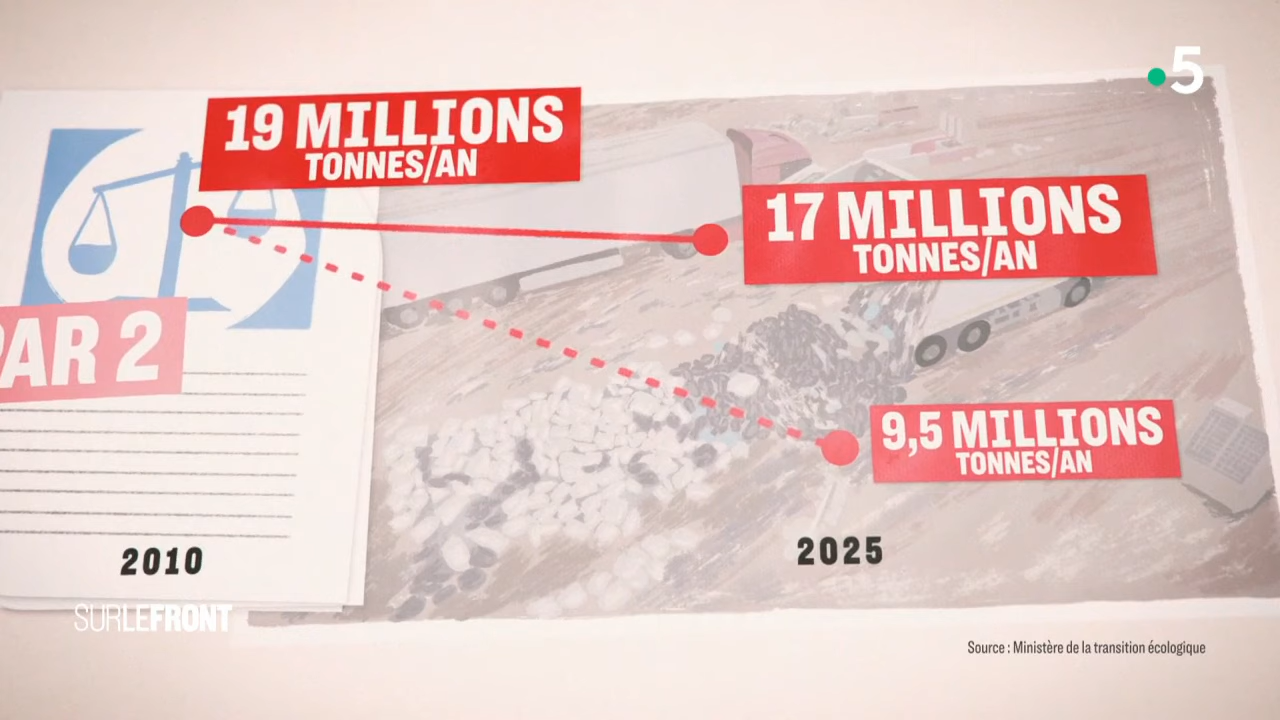 5
19 MILLIONS
TONNES/AN
17 MILLIONS
TONNES/AN
PAR 2
9,5 MILLIONS
TONNES/AN
2010
2025
SURLEFRONT
Source : Ministère de la transition écologique